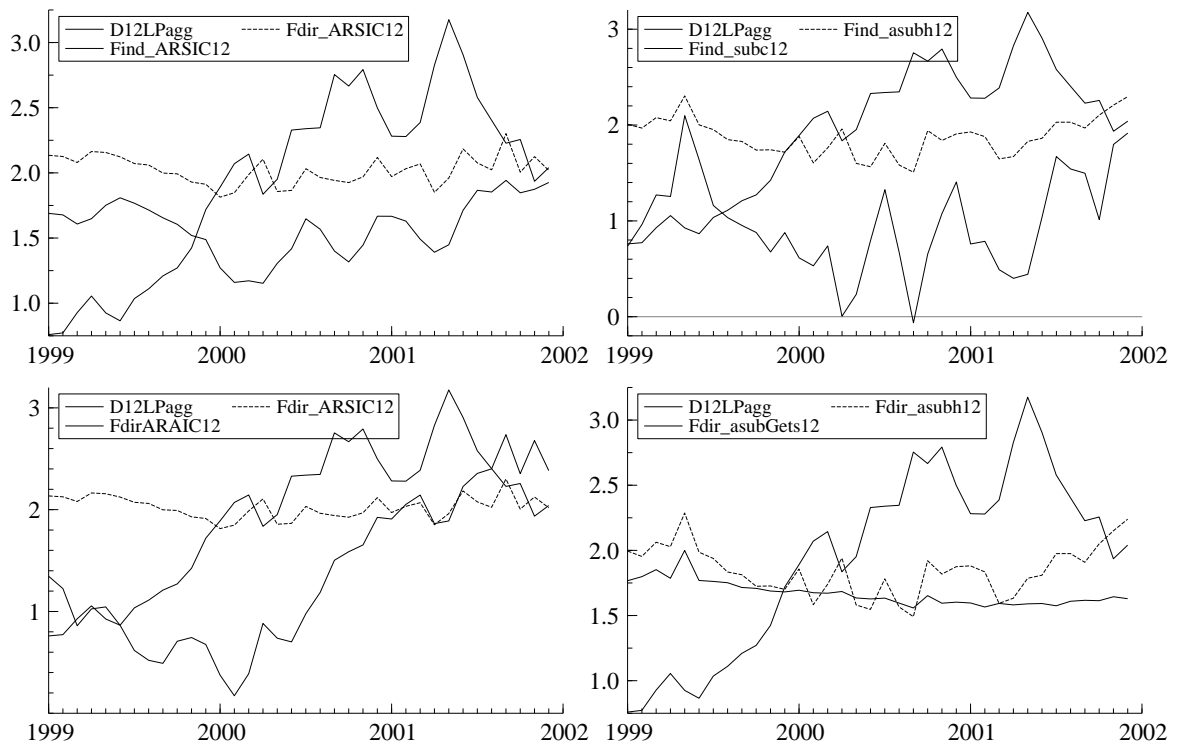 D12LPagg Fdir_ARSIC12
Find_ARSIC12
3.0
2.5
2.0
1.5
1.0
1999 2000 2001 2002
D12LPagg Find_asubh12
Find_subc12
3
2
1
0
1999 2000 2001 2002
D12LPagg Fdir_ARSIC12
FdirARAIC12
3
2
1
1999 2000 2001 2002
D12LPagg Fdir_asubh12
Fdir_asubGets12
3.0
2.5
2.0
1.5
1.0
1999 2000 2001 2002